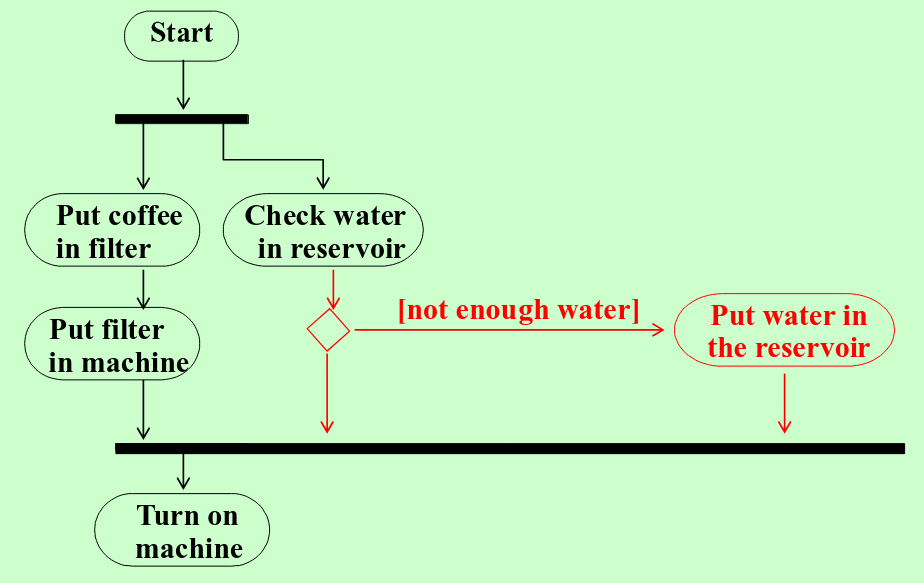 Start
Put coffee
in filter
Check water
in reservoir
Put filter
in machine
[not enough water]
Put water in
the reservoir
Turn on
machine